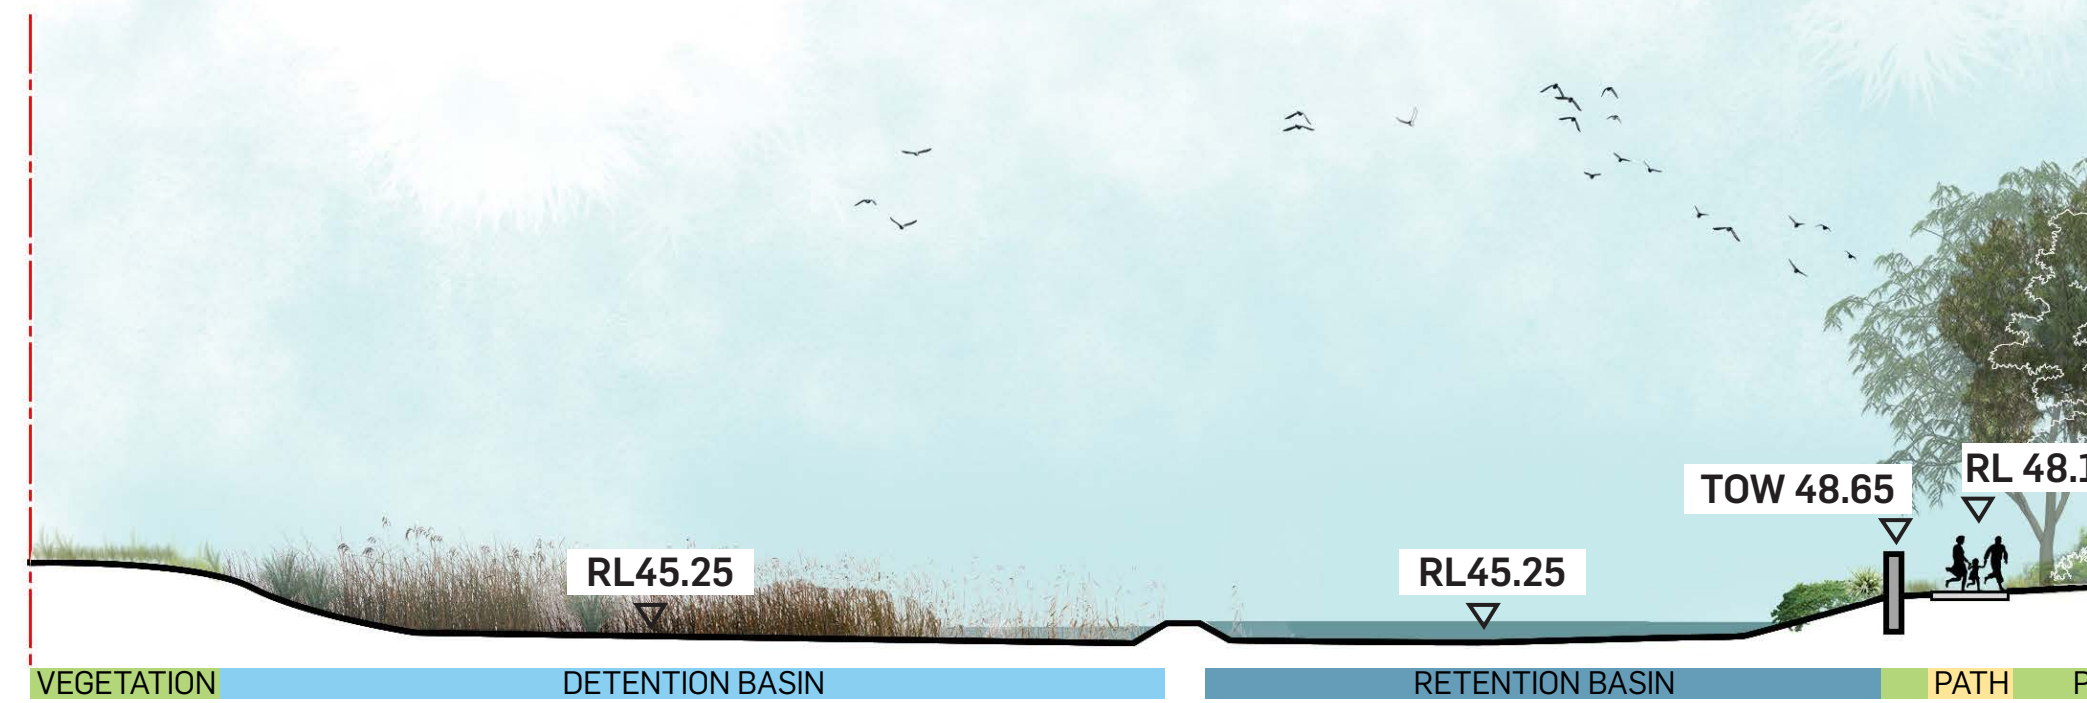 TOW 48.65
RL 48.1
RL45.25
RL45.25
VEGETATION
DETENTION BASIN
RETENTION BASIN
PATH
P